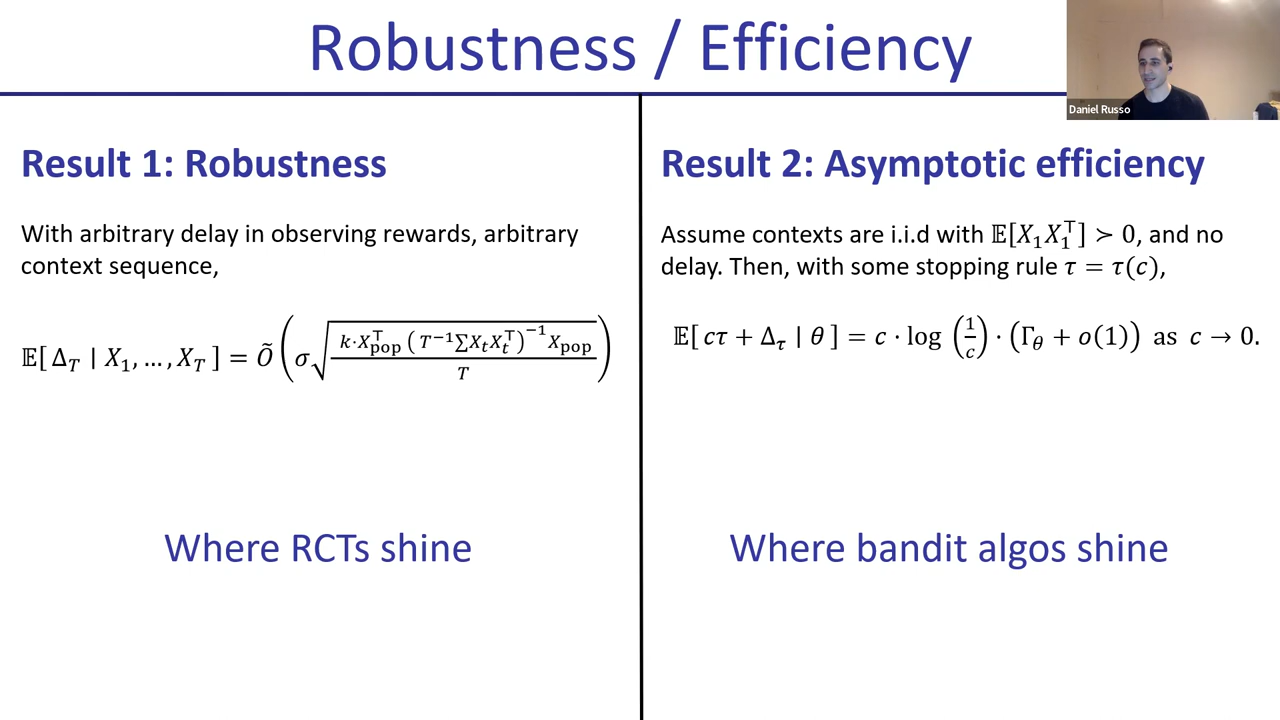 Robustness / Efficiency
Daniel Russo
Result 1: Robustness
With arbitrary delay in observing rewards, arbitrary
context sequence,
𝔼[ Δ_T | X_1, …, X_T ] = Õ ( σ √( k·X_pop^⊤ ( T^{−1} ∑ X_t X_t^⊤ )^{−1} X_pop / T ) )
Where RCTs shine
Result 2: Asymptotic efficiency
Assume contexts are i.i.d with 𝔼[X_1 X_1^⊤] ≻ 0, and no
delay. Then, with some stopping rule τ = τ(c),
𝔼[ cτ + Δ_τ | θ ] = c · log (1/c) · (Γ_θ + o(1)) as c → 0.
Where bandit algos shine